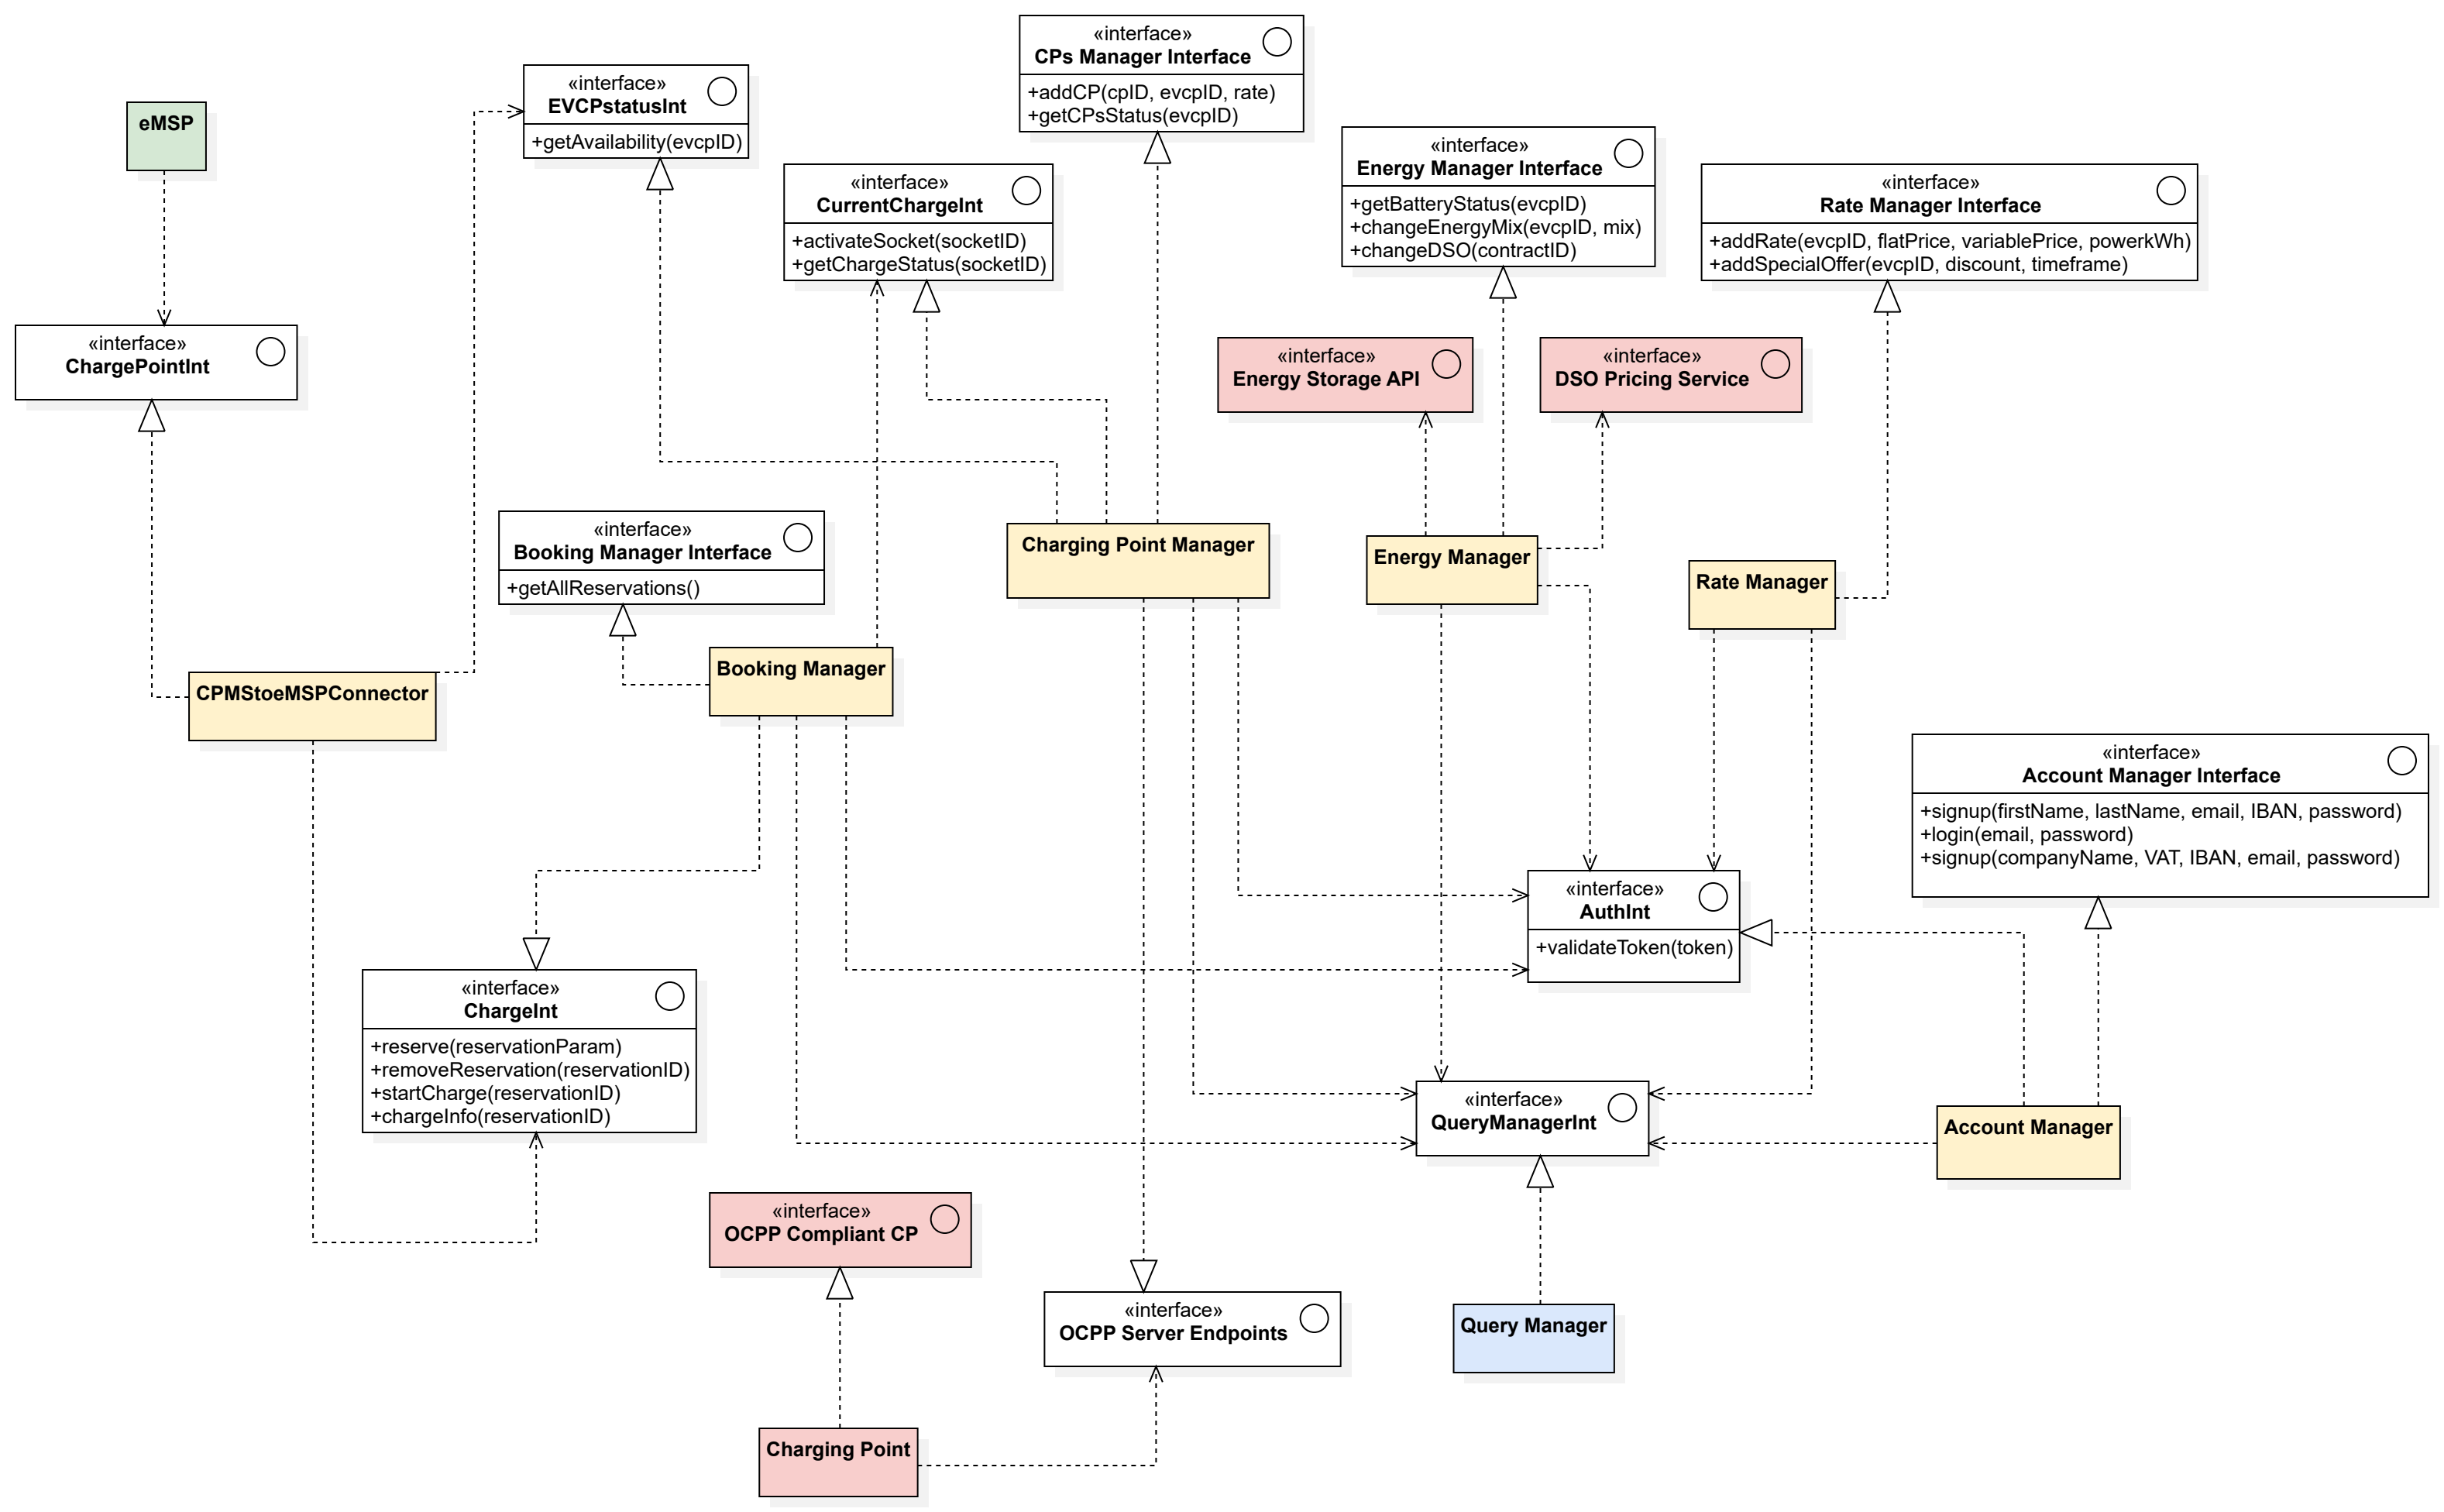 «interface»
CPs Manager Interface
+addCP(cpID, evcpID, rate)
+getCPsStatus(evcpID)
«interface»
EVCPstatusInt
+getAvailability(evcpID)
eMSP
«interface»
Energy Manager Interface
+getBatteryStatus(evcpID)
+changeEnergyMix(evcpID, mix)
+changeDSO(contractID)
«interface»
CurrentChargeInt
+activateSocket(socketID)
+getChargeStatus(socketID)
«interface»
Rate Manager Interface
+addRate(evcpID, flatPrice, variablePrice, powerkWh)
+addSpecialOffer(evcpID, discount, timeframe)
«interface»
ChargePointInt
«interface»
Energy Storage API
«interface»
DSO Pricing Service
«interface»
Booking Manager Interface
+getAllReservations()
Charging Point Manager
Energy Manager
Rate Manager
Booking Manager
CPMStoeMSPConnector
«interface»
Account Manager Interface
+signup(firstName, lastName, email, IBAN, password)
+login(email, password)
+signup(companyName, VAT, IBAN, email, password)
«interface»
AuthInt
+validateToken(token)
«interface»
ChargeInt
+reserve(reservationParam)
+removeReservation(reservationID)
+startCharge(reservationID)
+chargeInfo(reservationID)
«interface»
QueryManagerInt
Account Manager
«interface»
OCPP Compliant CP
«interface»
OCPP Server Endpoints
Query Manager
Charging Point